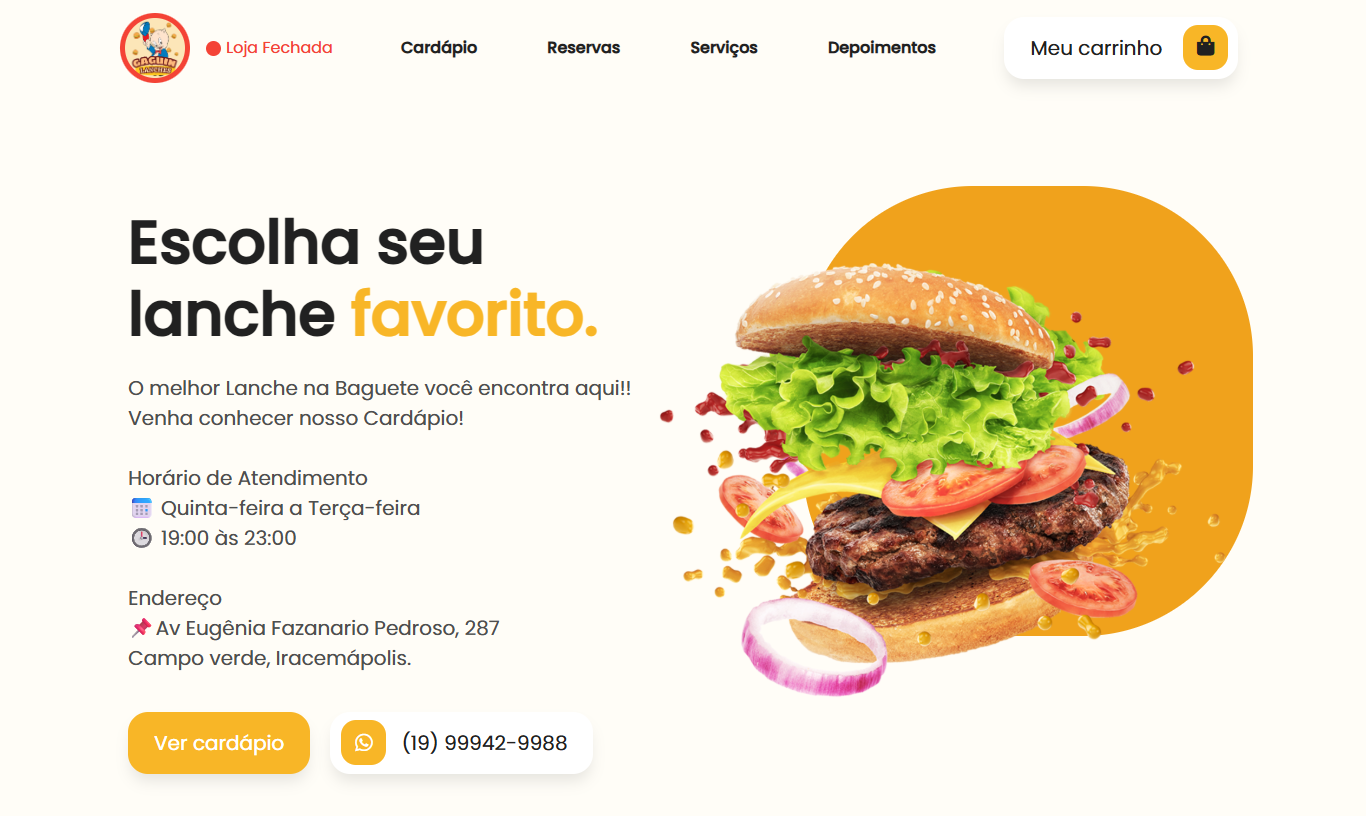 GAGUIN
LANCHES
Loja Fechada
Cardápio
Reservas
Serviços
Depoimentos
Meu carrinho
Escolha seu
lanche favorito.
O melhor Lanche na Baguete você encontra aqui!!
Venha conhecer nosso Cardápio!
Horário de Atendimento
Quinta-feira a Terça-feira
19:00 às 23:00
Endereço
Av Eugênia Fazanario Pedroso, 287
Campo verde, Iracemápolis.
Ver cardápio
(19) 99942-9988